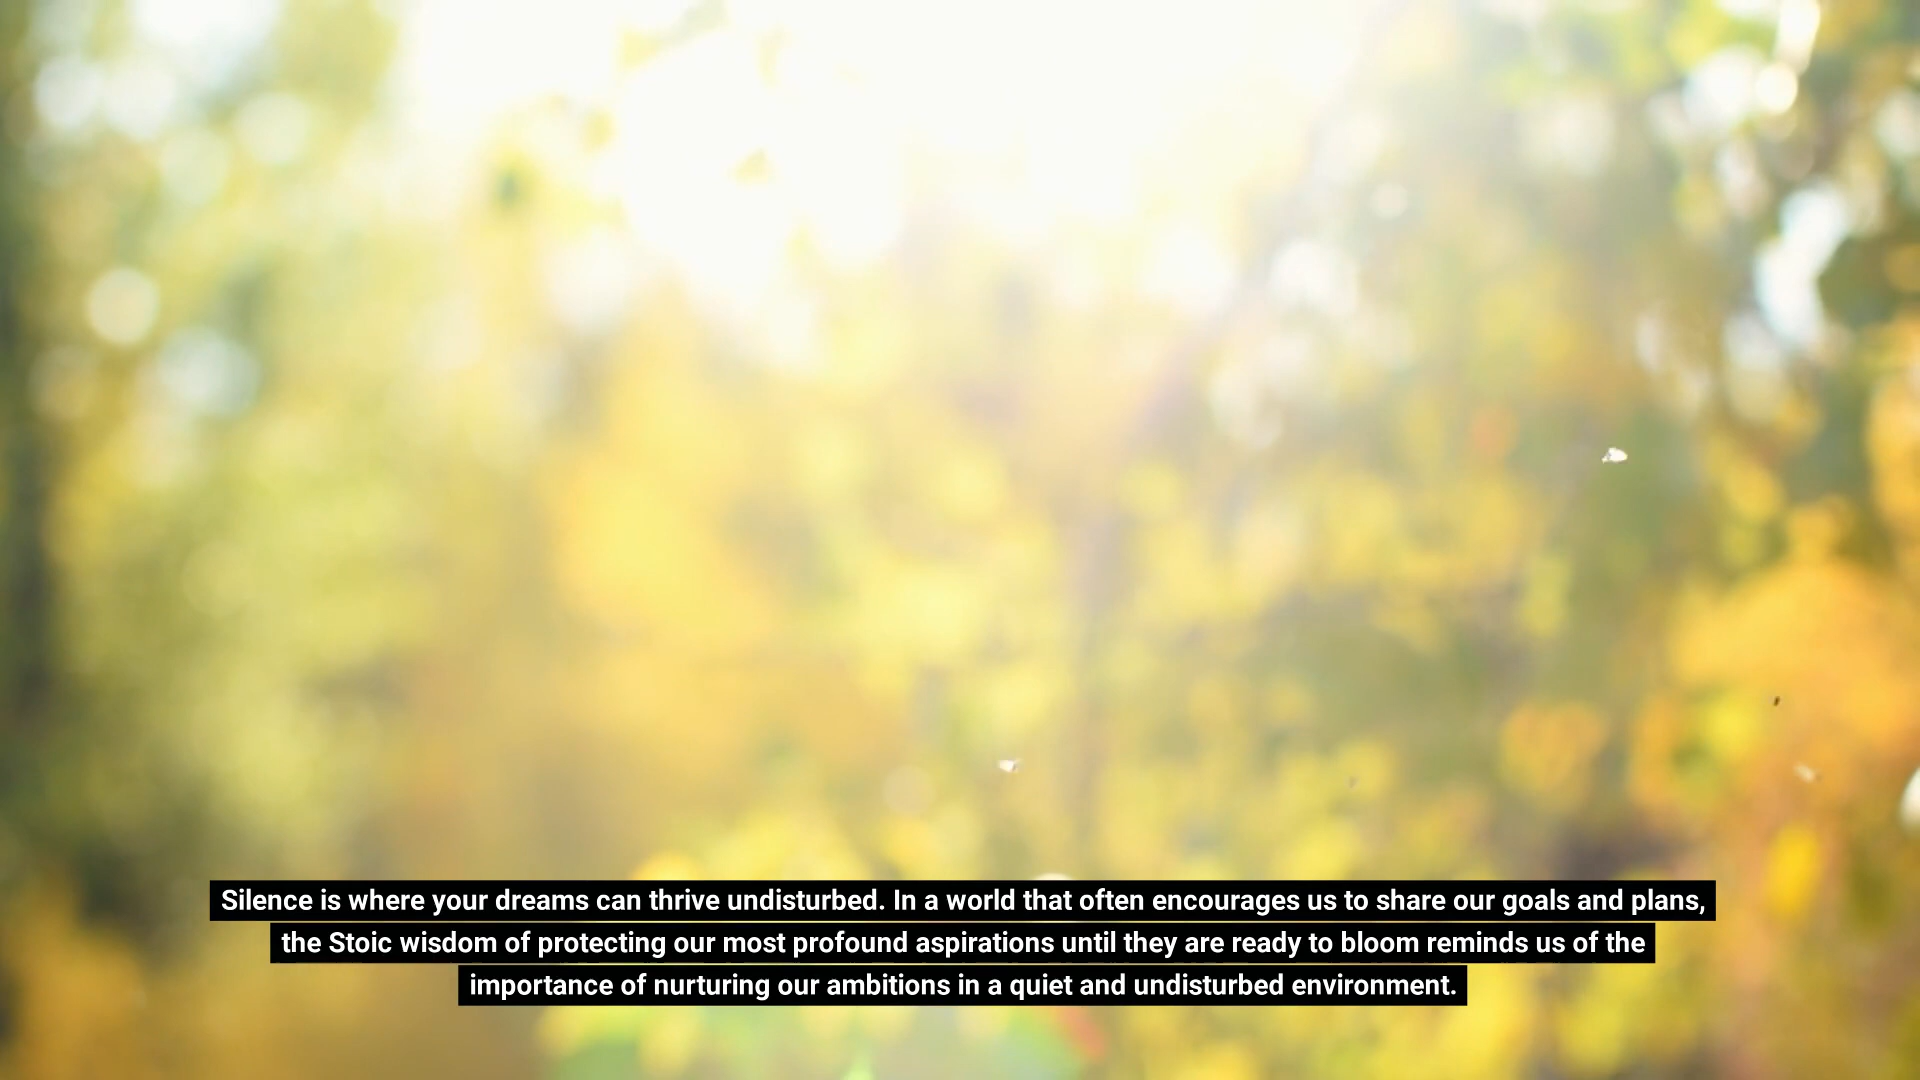 Silence is where your dreams can thrive undisturbed. In a world that often encourages us to share our goals and plans,
the Stoic wisdom of protecting our most profound aspirations until they are ready to bloom reminds us of the
importance of nurturing our ambitions in a quiet and undisturbed environment.